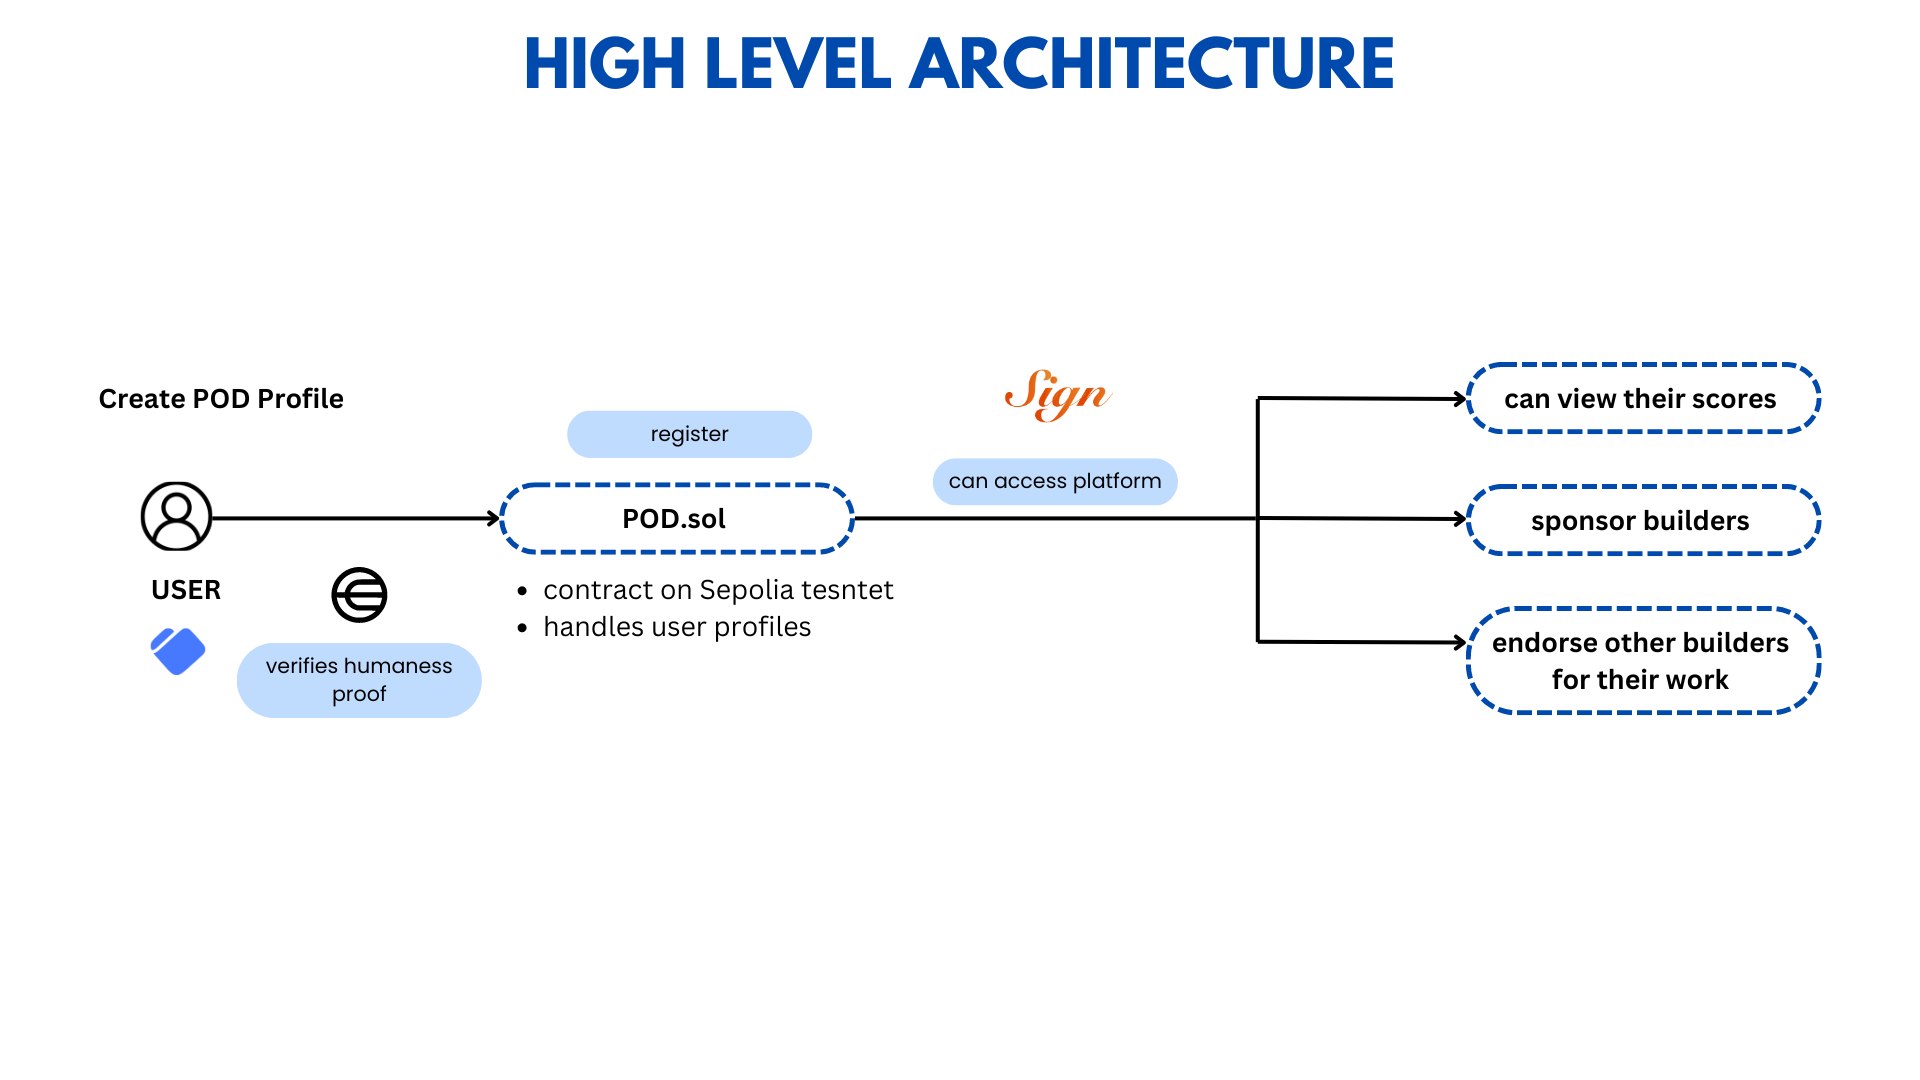 HIGH LEVEL ARCHITECTURE
Create POD Profile
USER
verifies humaness
proof
register
POD.sol
• contract on Sepolia tesntet
• handles user profiles
Sign
can access platform
can view their scores
sponsor builders
endorse other builders
for their work